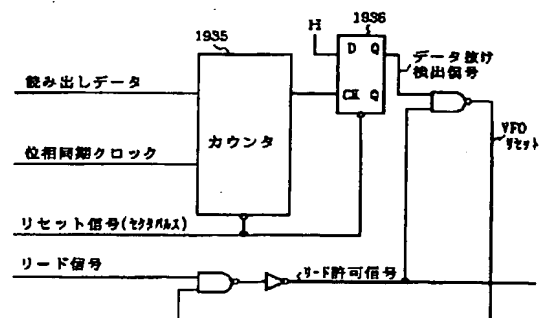 1935
1936
H
D Q
CK Q
データ抜け
検出信号
読み出しデータ
カウンタ
位相同期クロック
VFO
リセット
リセット信号(セクタパルス)
リード信号
リード許可信号